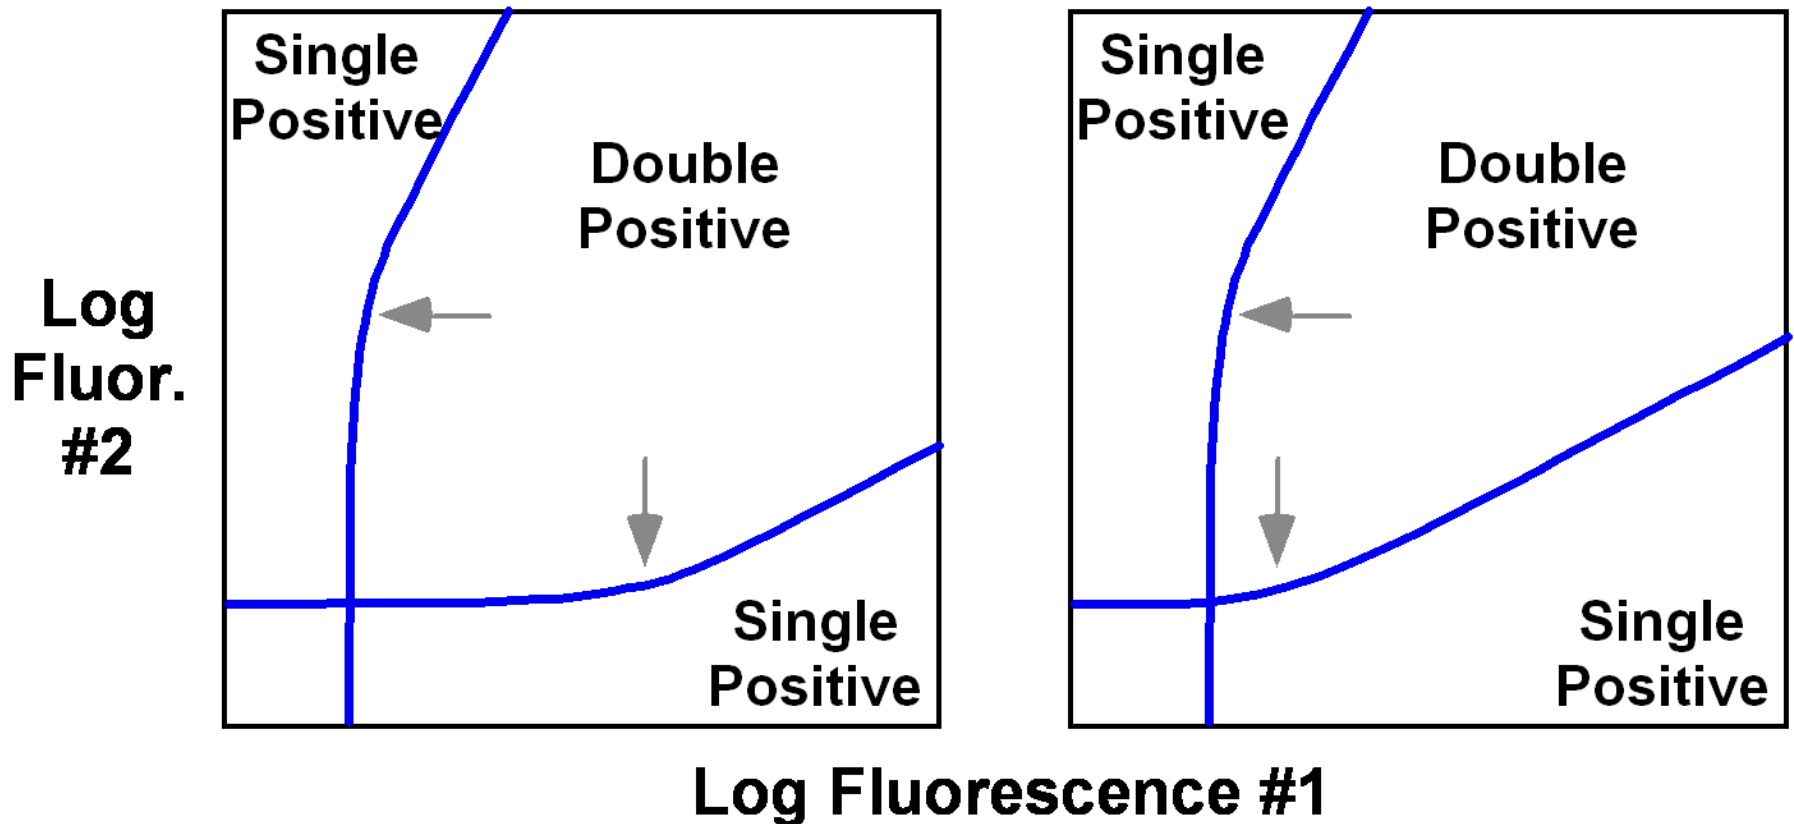 Single
Positive
Double
Positive
Single
Positive
Single
Positive
Double
Positive
Single
Positive
Log
Fluor.
#2
Log Fluorescence #1